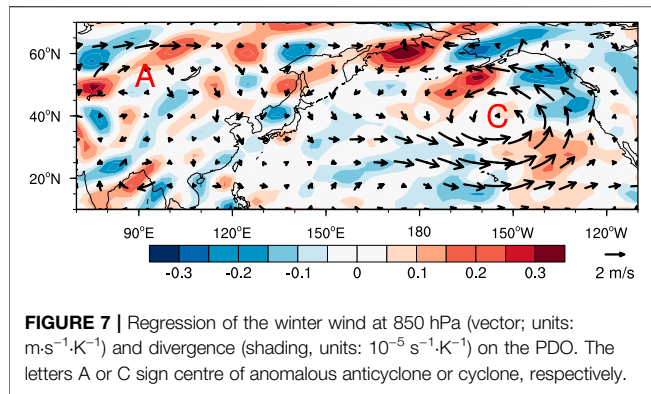 60°N
A
C
40°N
20°N
90°E 120°E 150°E 180 150°W 120°W
-0.3 -0.2 -0.1 0 0.1 0.2 0.3 2 m/s
FIGURE 7 | Regression of the winter wind at 850 hPa (vector; units:
m·s⁻¹·K⁻¹) and divergence (shading, units: 10⁻⁵ s⁻¹·K⁻¹) on the PDO. The
letters A or C sign centre of anomalous anticyclone or cyclone, respectively.